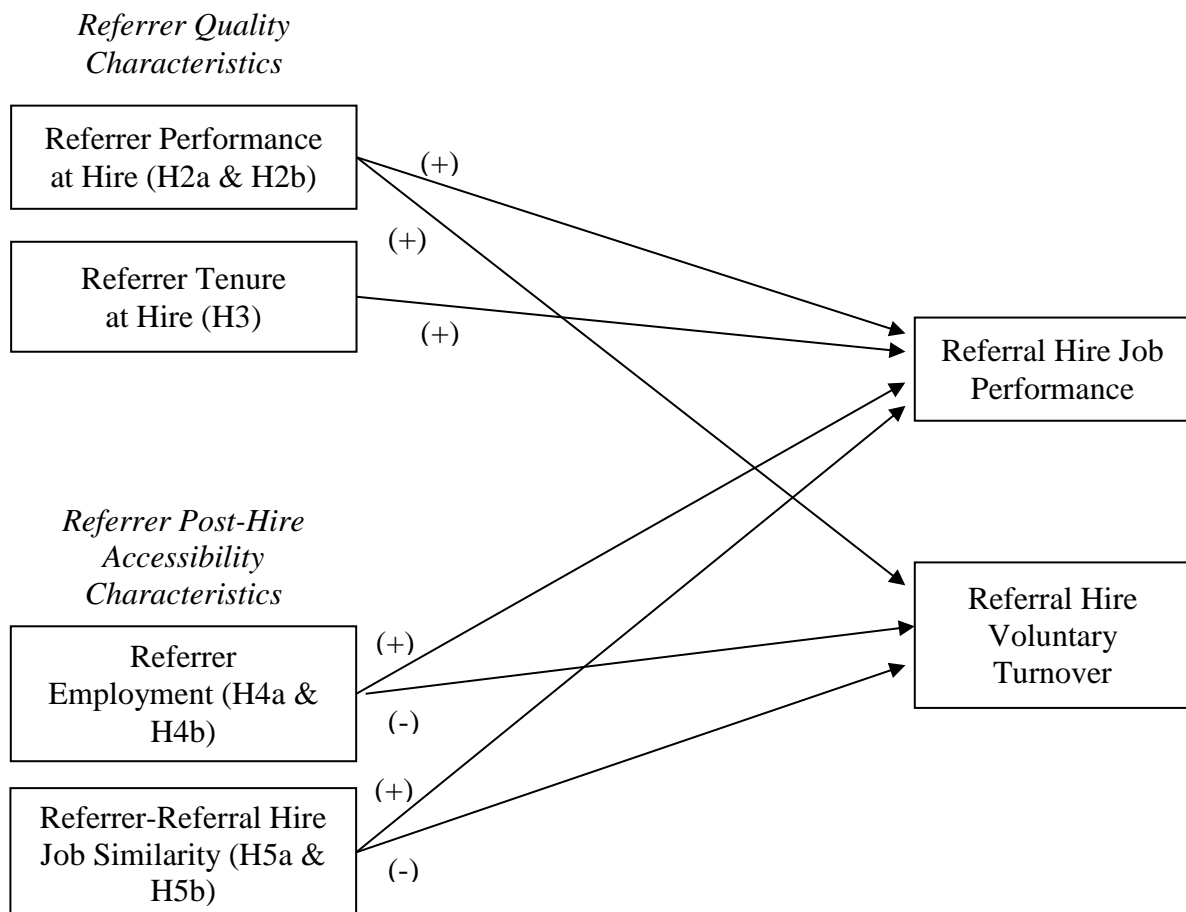 Referrer Quality
Characteristics
Referrer Performance
at Hire (H2a & H2b)
(+)
(+)
Referrer Tenure
at Hire (H3)
(+)
Referral Hire Job
Performance
Referrer Post-Hire
Accessibility
Characteristics
Referral Hire
Voluntary
Turnover
Referrer
Employment (H4a &
H4b)
(+)
(-)
Referrer-Referral Hire
Job Similarity (H5a &
H5b)
(+)
(-)